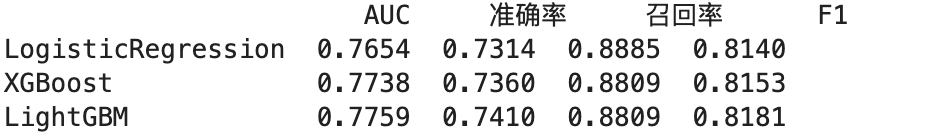 AUC 准确率 召回率 F1
LogisticRegression 0.7654 0.7314 0.8885 0.8140
XGBoost 0.7738 0.7360 0.8809 0.8153
LightGBM 0.7759 0.7410 0.8809 0.8181